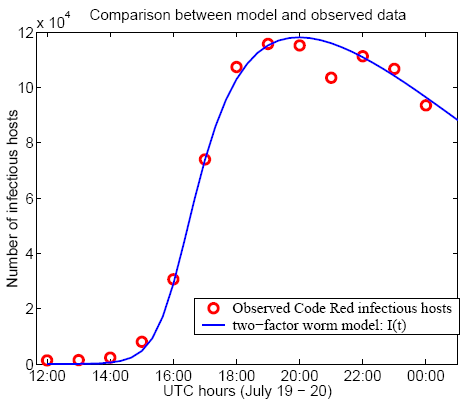 Comparison between model and observed data
12 x 10^4
10
8
6
4
2
0
Number of infectious hosts
Observed Code Red infectious hosts
two-factor worm model: I(t)
12:00 14:00 16:00 18:00 20:00 22:00 00:00
UTC hours (July 19 - 20)